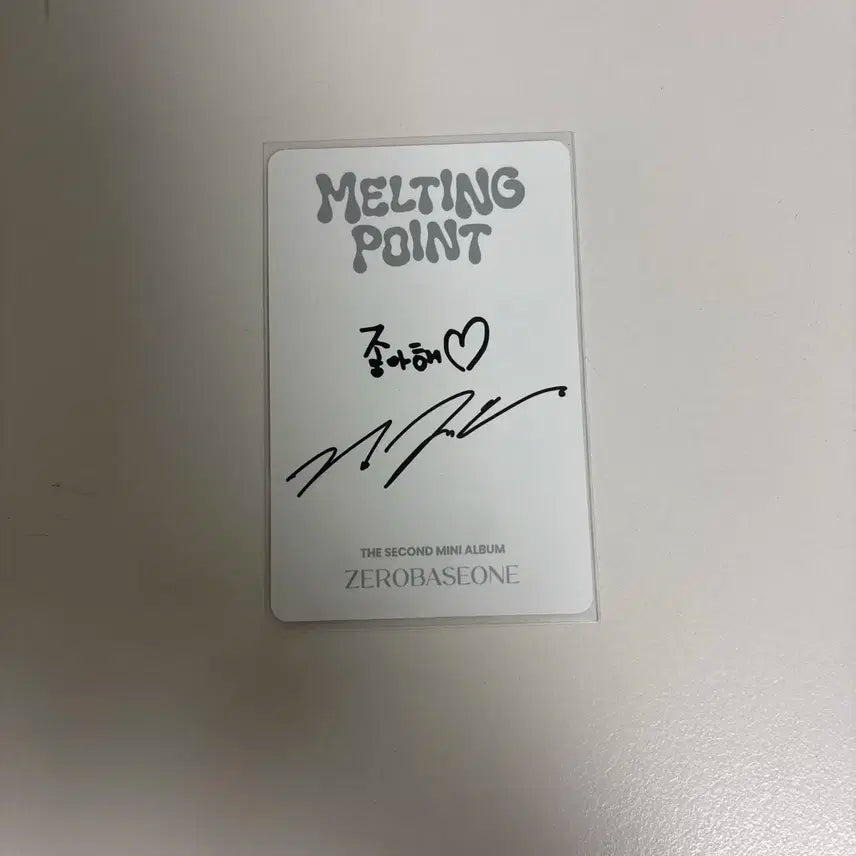 MELTING
POINT
좋아해♡
THE SECOND MINI ALBUM
ZEROBASEONE